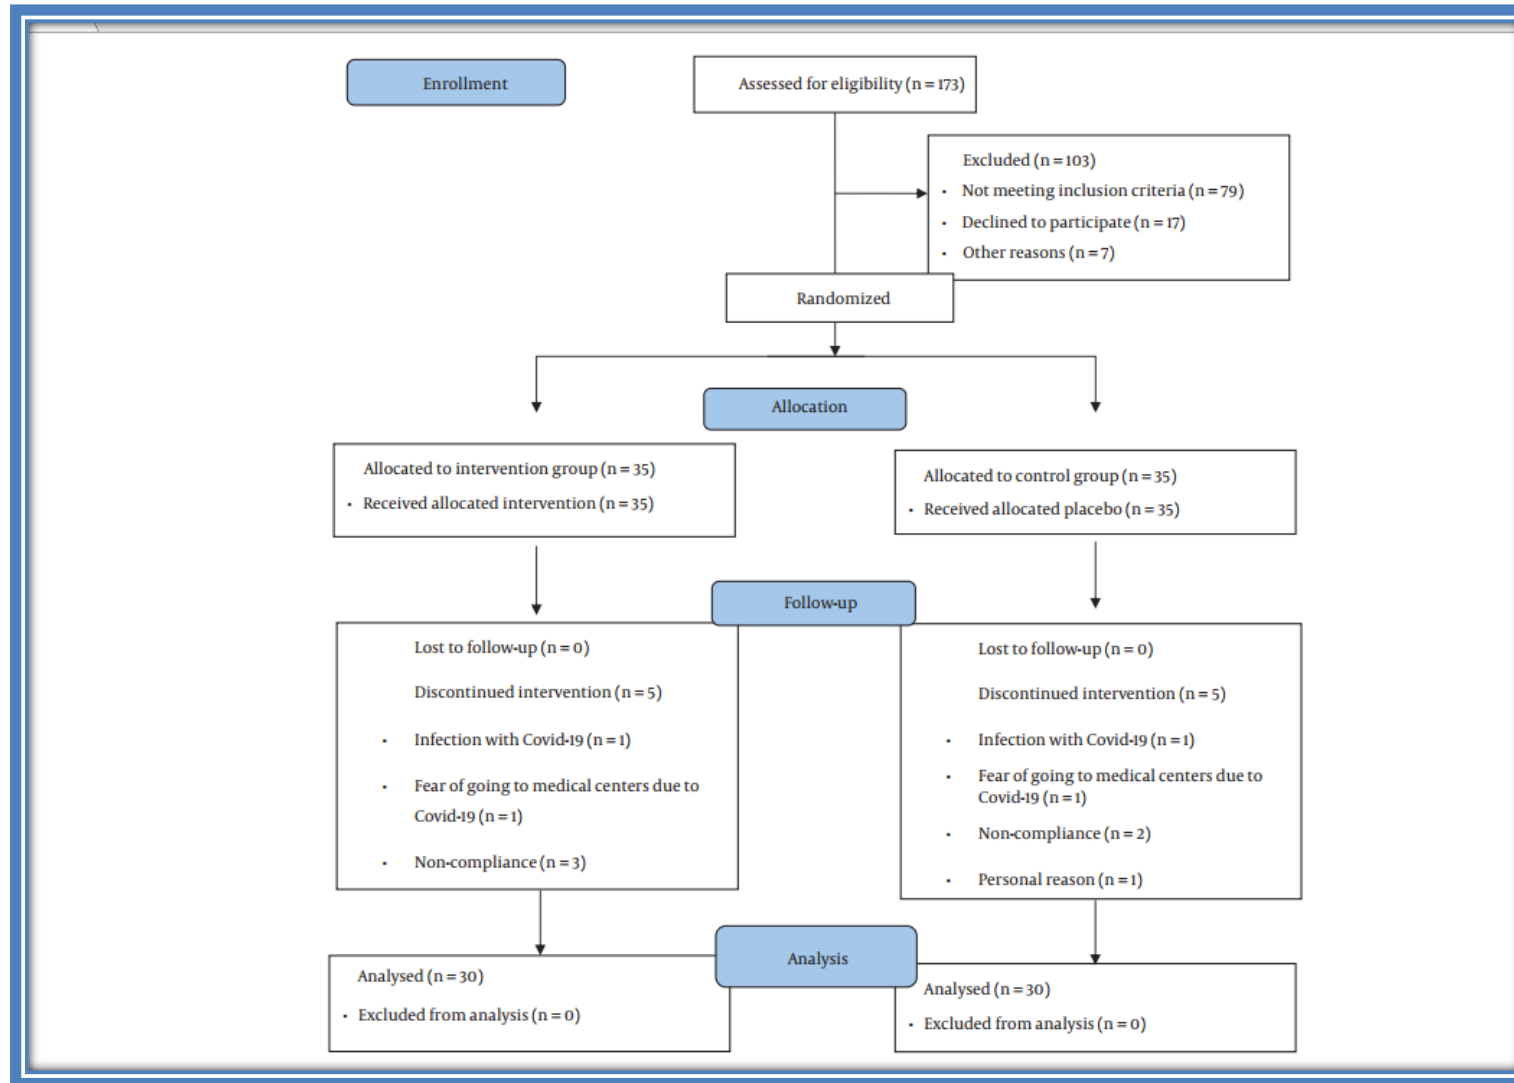 Enrollment
Assessed for eligibility (n = 173)
Excluded (n = 103)
• Not meeting inclusion criteria (n = 79)
• Declined to participate (n = 17)
• Other reasons (n = 7)
Randomized
Allocation
Allocated to intervention group (n = 35)
• Received allocated intervention (n = 35)
Allocated to control group (n = 35)
• Received allocated placebo (n = 35)
Follow-up
Lost to follow-up (n = 0)
Discontinued intervention (n = 5)
• Infection with Covid-19 (n = 1)
• Fear of going to medical centers due to
Covid-19 (n = 1)
• Non-compliance (n = 3)
Lost to follow-up (n = 0)
Discontinued intervention (n = 5)
• Infection with Covid-19 (n = 1)
• Fear of going to medical centers due to
Covid-19 (n = 1)
• Non-compliance (n = 2)
• Personal reason (n = 1)
Analysis
Analysed (n = 30)
• Excluded from analysis (n = 0)
Analysed (n = 30)
• Excluded from analysis (n = 0)